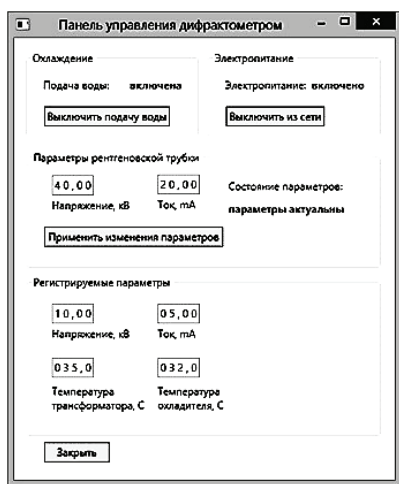 Панель управления дифрактометром
Охлаждение
Электропитание
Подача воды: включена
Электропитание: включено
Выключить подачу воды
Выключить из сети
Параметры рентгеновской трубки
40,00
20,00
Напряжение, кВ
Ток, mA
Состояние параметров:
параметры актуальны
Применить изменения параметров
Регистрируемые параметры
10,00
05,00
Напряжение, кВ
Ток, mA
035,0
032,0
Температура
трансформатора, С
Температура
охладителя, С
Закрыть